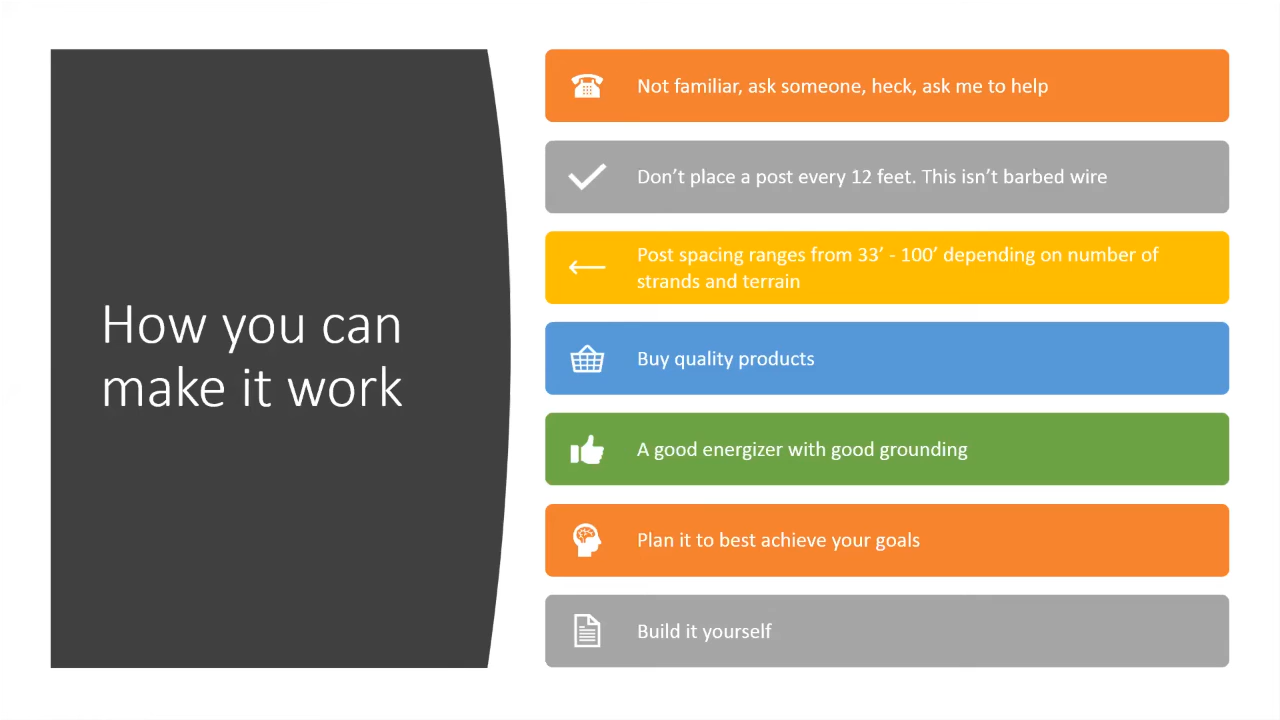 How you can
make it work
Not familiar, ask someone, heck, ask me to help
Don’t place a post every 12 feet. This isn’t barbed wire
Post spacing ranges from 33’ - 100’ depending on number of
strands and terrain
Buy quality products
A good energizer with good grounding
Plan it to best achieve your goals
Build it yourself